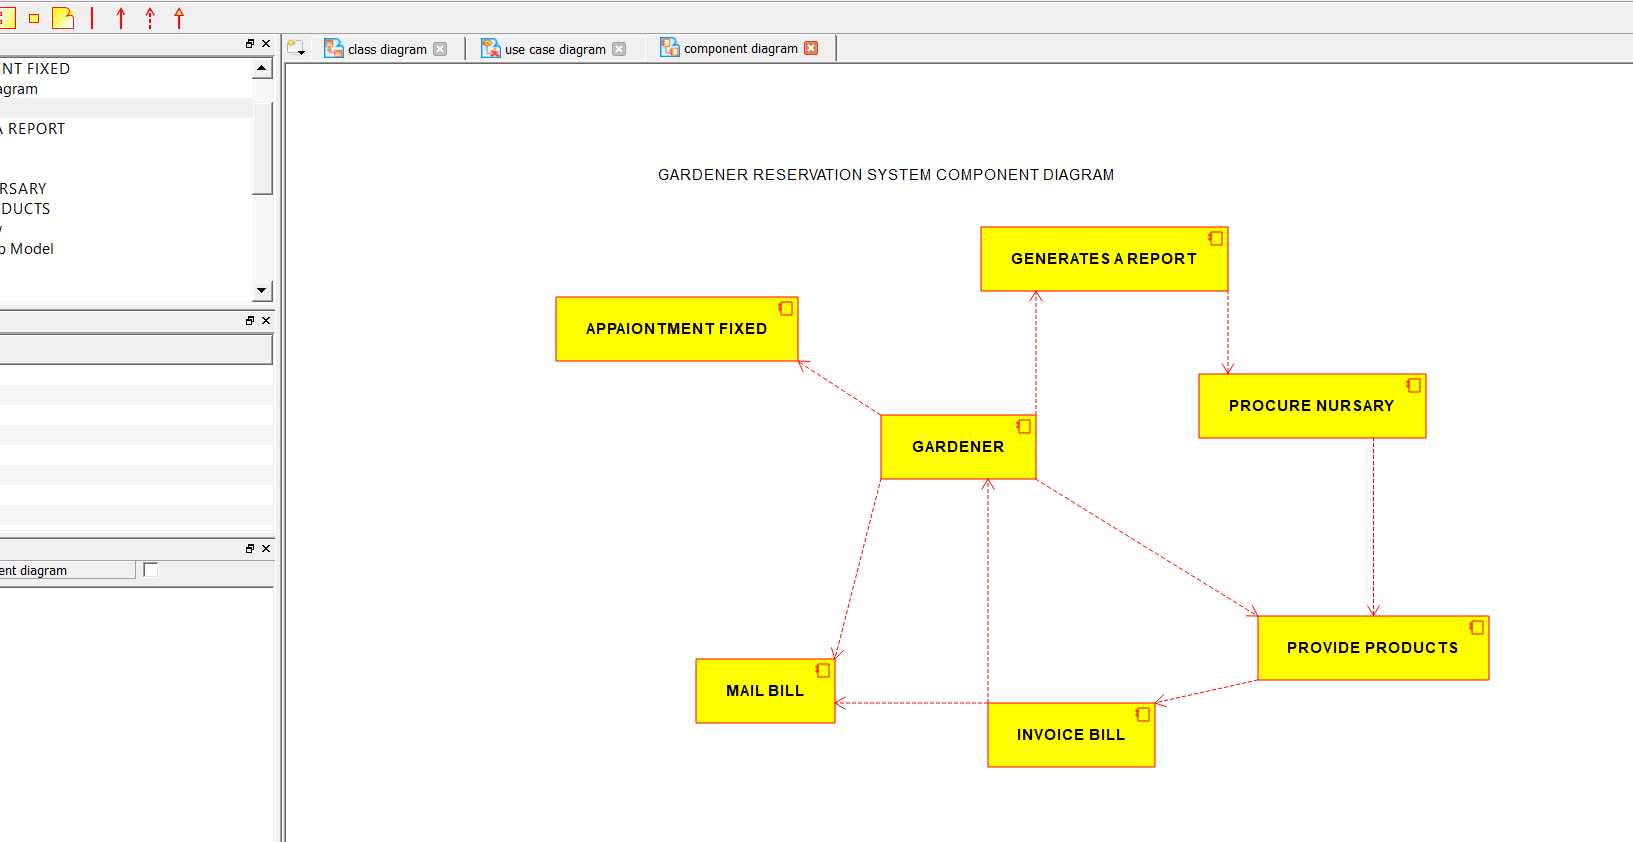 class diagram
use case diagram
component diagram
NT FIXED
agram
A REPORT
RSARY
DUCTS
Model
ent diagram
GARDENER RESERVATION SYSTEM COMPONENT DIAGRAM
GENERATES A REPORT
APPAIONTMENT FIXED
PROCURE NURSARY
GARDENER
PROVIDE PRODUCTS
MAIL BILL
INVOICE BILL